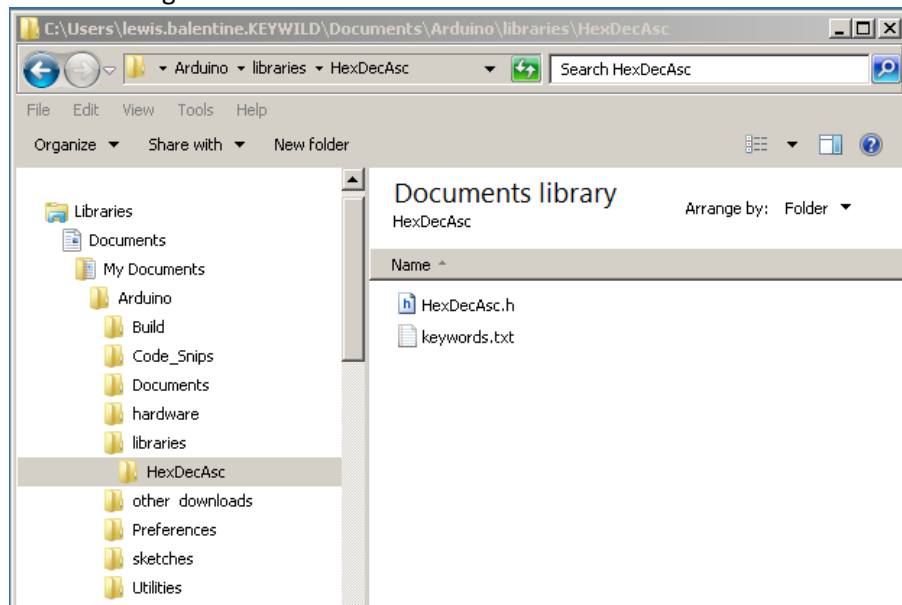 C:\Users\lewis.balentine.KEYWILD\Documents\Arduino\libraries\HexDecAsc
Arduino libraries HexDecAsc Search HexDecAsc
File Edit View Tools Help
Organize Share with New folder
Documents library
HexDecAsc
Arrange by: Folder
Name
HexDecAsc.h
keywords.txt
Libraries
Documents
My Documents
Arduino
Build
Code_Snips
Documents
hardware
libraries
HexDecAsc
other downloads
Preferences
sketches
Utilities